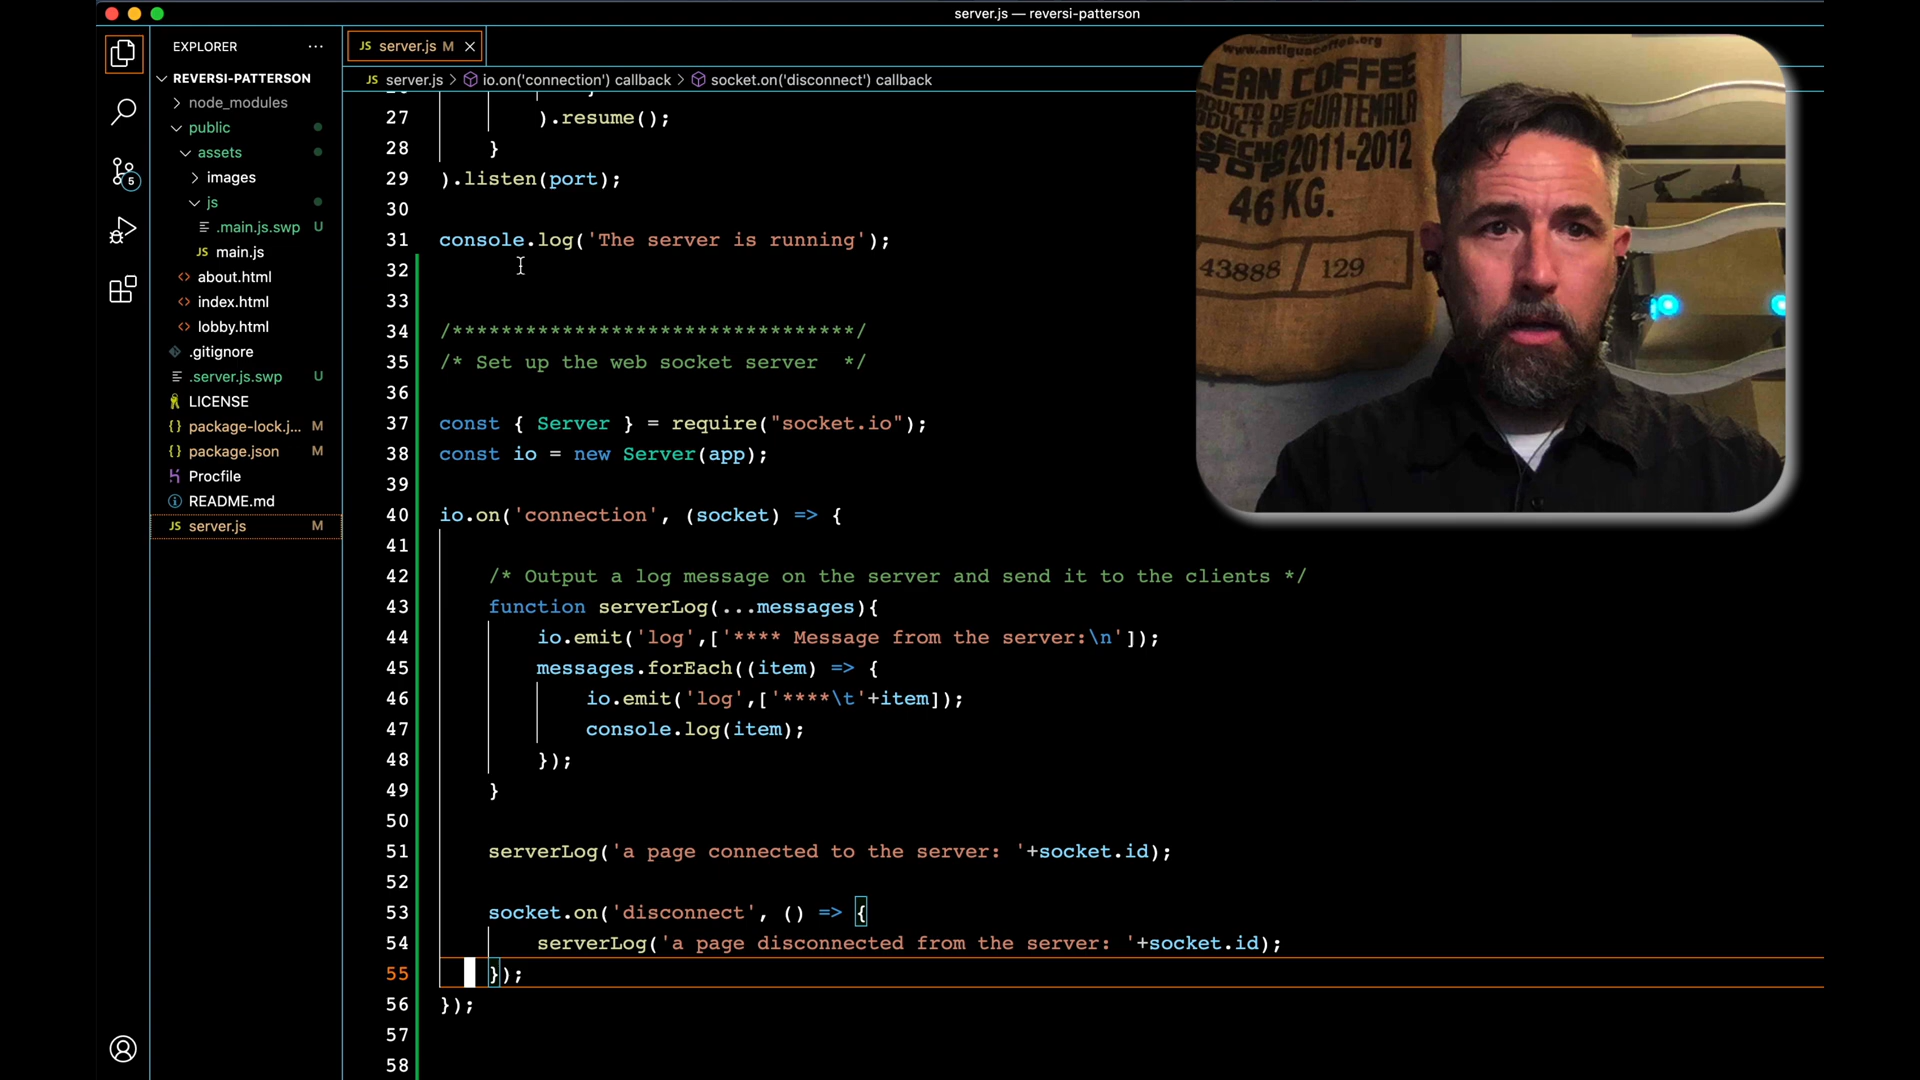 server.js — reversi-patterson
EXPLORER
JS server.js M
REVERSI-PATTERSON
JS server.js > io.on('connection') callback > socket.on('disconnect') callback
node_modules
public
assets
images
js
.main.js.swp U
JS main.js
<> about.html
<> index.html
<> lobby.html
.gitignore
.server.js.swp U
LICENSE
{} package-lock.j... M
{} package.json M
Procfile
README.md
JS server.js M
5
27 ).resume();
28 }
29 ).listen(port);
30
31 console.log('The server is running');
32
33
34 /*********************************/
35 /* Set up the web socket server  */
36
37 const { Server } = require("socket.io");
38 const io = new Server(app);
39
40 io.on('connection', (socket) => {
41
42 /* Output a log message on the server and send it to the clients */
43 function serverLog(...messages){
44 io.emit('log',['**** Message from the server:\n']);
45 messages.forEach((item) => {
46 io.emit('log',['****\t'+item]);
47 console.log(item);
48 });
49 }
50
51 serverLog('a page connected to the server: '+socket.id);
52
53 socket.on('disconnect', () => {
54 serverLog('a page disconnected from the server: '+socket.id);
55 });
56 });
57
58
www.antiguacoffee.org
LEAN COFFEE
PRODUCT OF GUATEMALA
2011-2012
46 KG.
43888 / 129